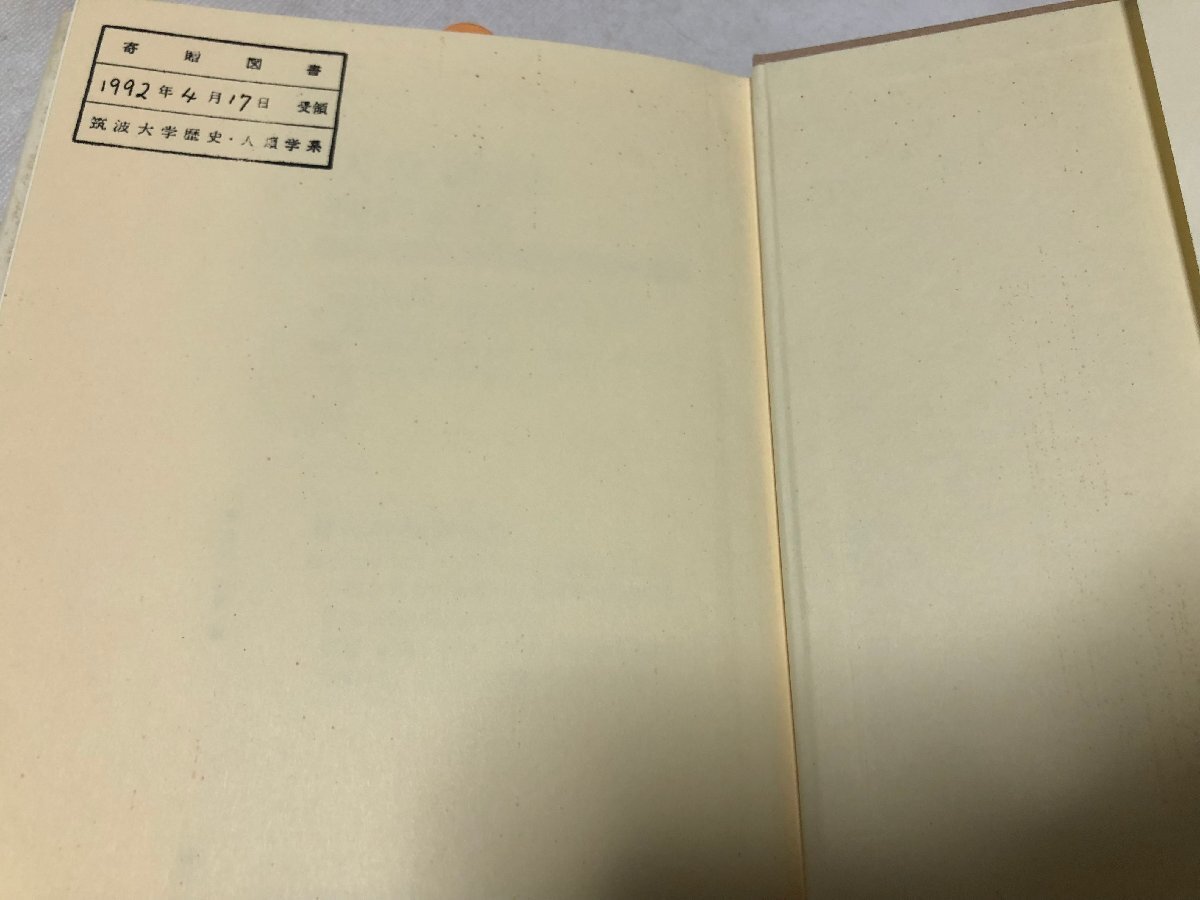 寄贈図書
1992年4月17日 受領
筑波大学歴史・人類学系